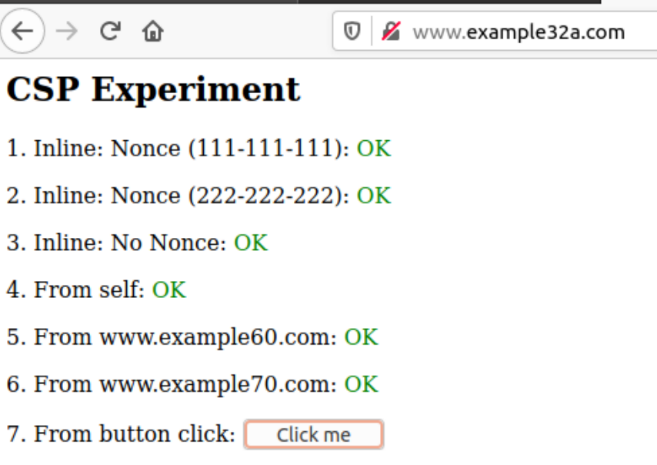 www.example32a.com
CSP Experiment
1. Inline: Nonce (111-111-111): OK
2. Inline: Nonce (222-222-222): OK
3. Inline: No Nonce: OK
4. From self: OK
5. From www.example60.com: OK
6. From www.example70.com: OK
7. From button click: Click me